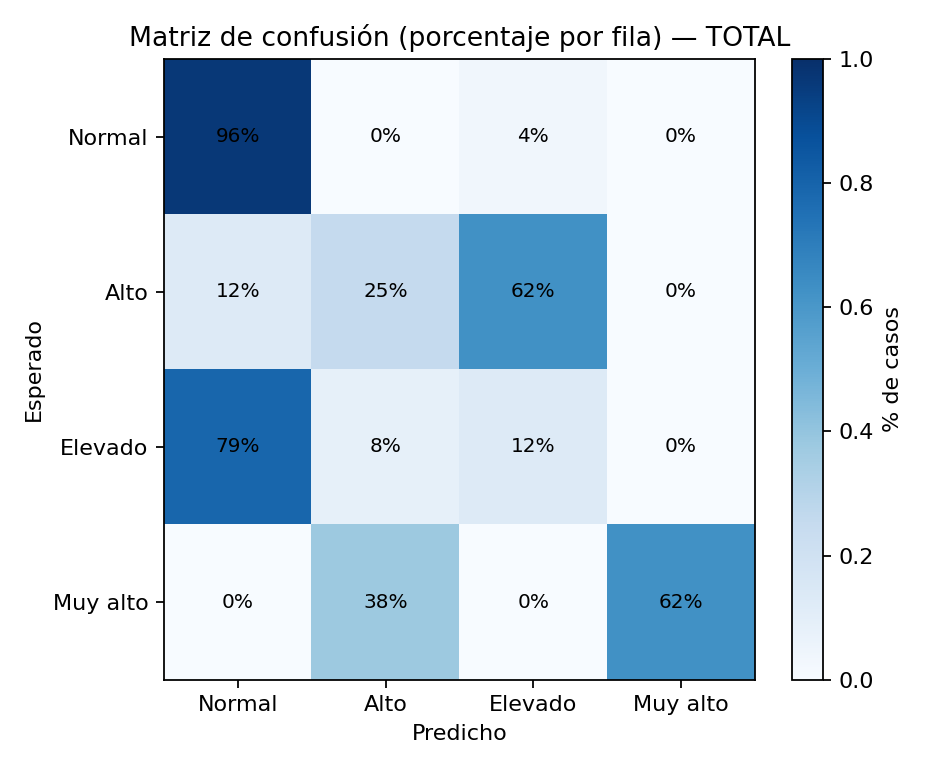 Matriz de confusión (porcentaje por fila) — TOTAL
Esperado
Normal 96% 0% 4% 0%
Alto 12% 25% 62% 0%
Elevado 79% 8% 12% 0%
Muy alto 0% 38% 0% 62%
Normal Alto Elevado Muy alto
Predicho
1.0
0.8
0.6
0.4
0.2
0.0
% de casos